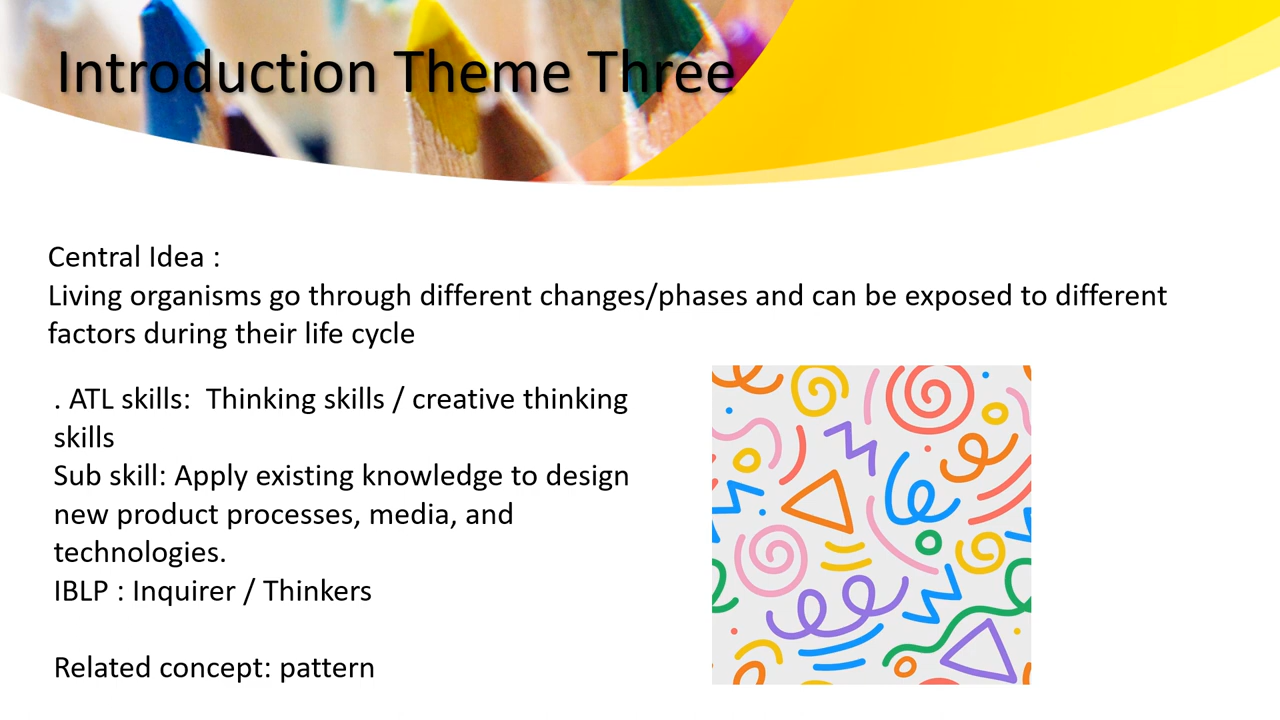 Introduction Theme Three
Central Idea :
Living organisms go through different changes/phases and can be exposed to different
factors during their life cycle
. ATL skills:  Thinking skills / creative thinking
skills
Sub skill: Apply existing knowledge to design
new product processes, media, and
technologies.
IBLP : Inquirer / Thinkers
Related concept: pattern